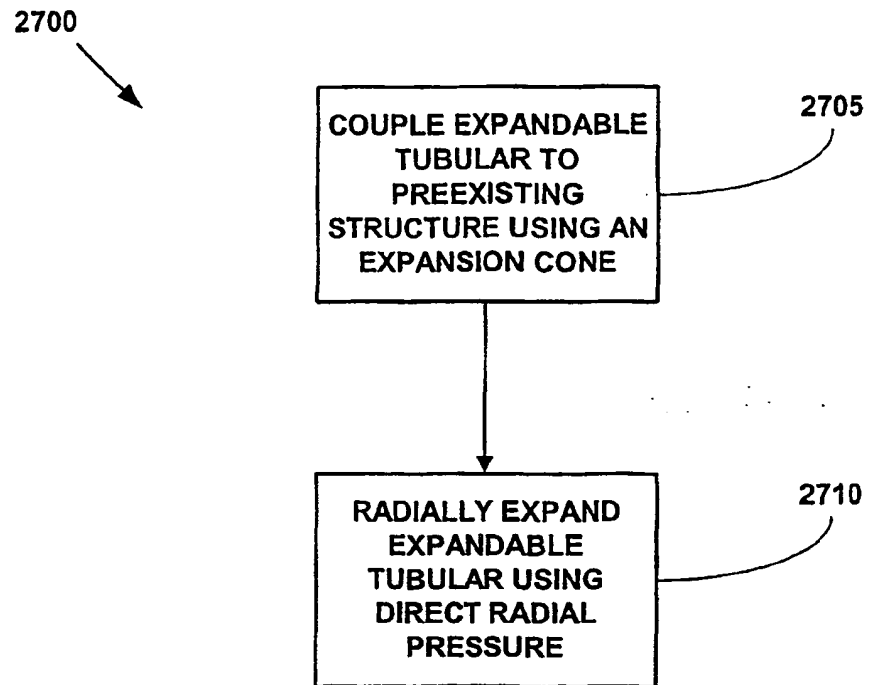 2700
2705
COUPLE EXPANDABLE
TUBULAR TO
PREEXISTING
STRUCTURE USING AN
EXPANSION CONE
2710
RADIALLY EXPAND
EXPANDABLE
TUBULAR USING
DIRECT RADIAL
PRESSURE